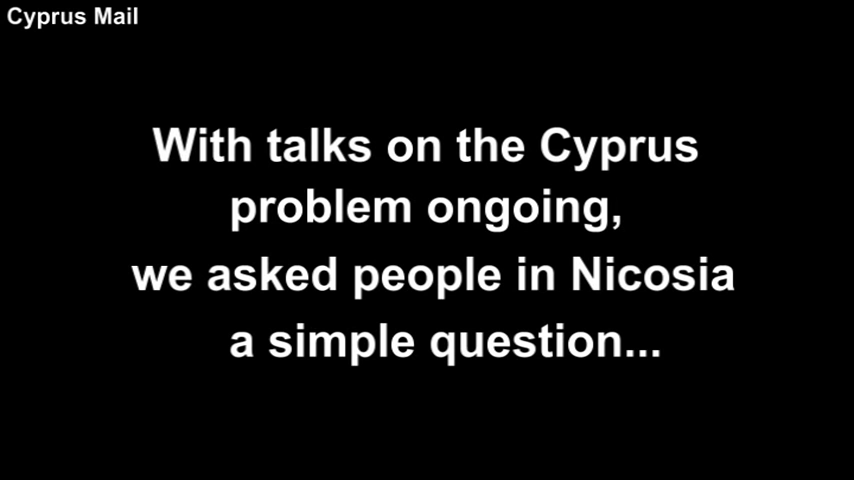 Cyprus Mail
With talks on the Cyprus
problem ongoing,
we asked people in Nicosia
a simple question...